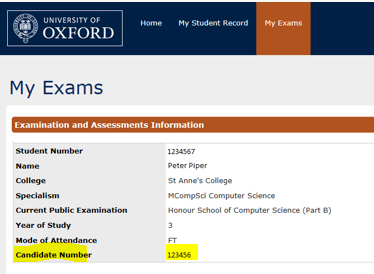 UNIVERSITY OF
OXFORD
Home My Student Record My Exams
My Exams
Examination and Assessments Information
Student Number 1234567
Name Peter Piper
College St Anne's College
Specialism MCompSci Computer Science
Current Public Examination Honour School of Computer Science (Part B)
Year of Study 3
Mode of Attendance FT
Candidate Number 123456